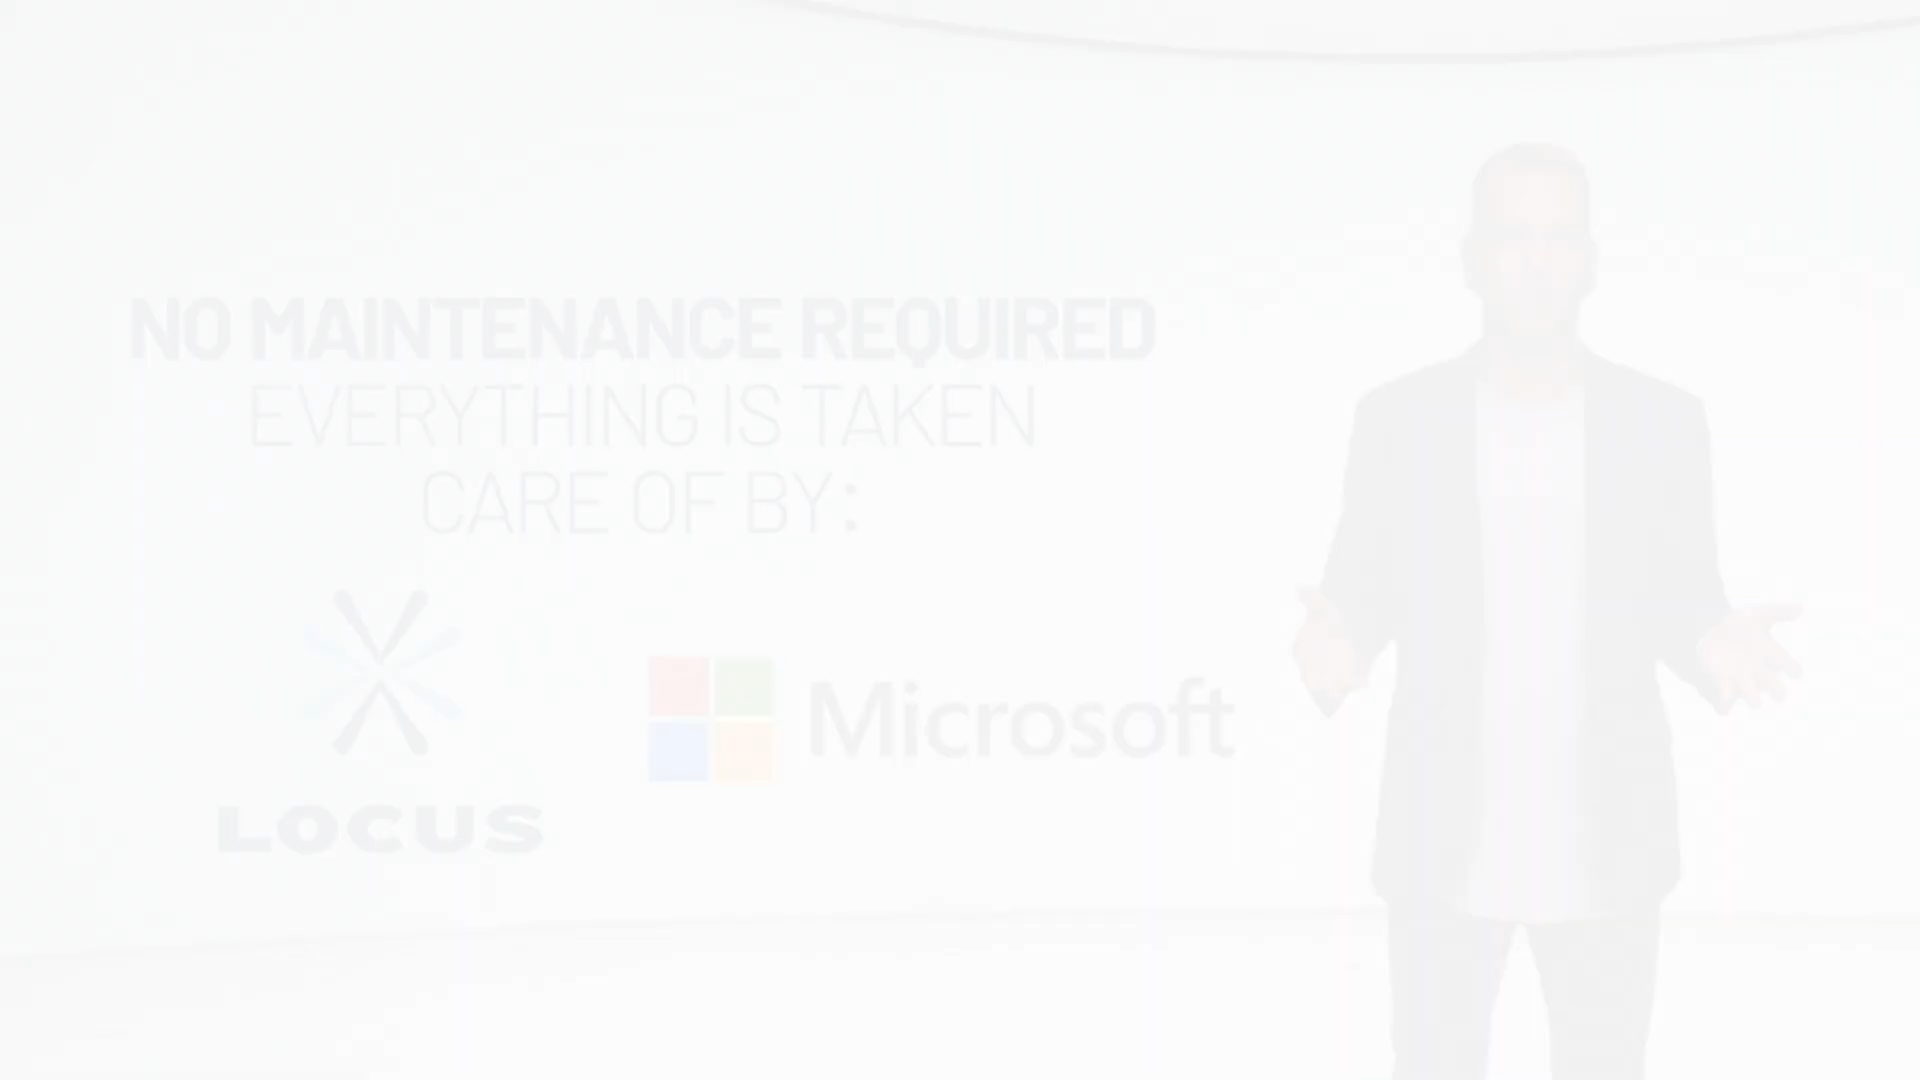 NO MAINTENANCE REQUIRED
EVERYTHING IS TAKEN
CARE OF BY:
LOCUS
Microsoft